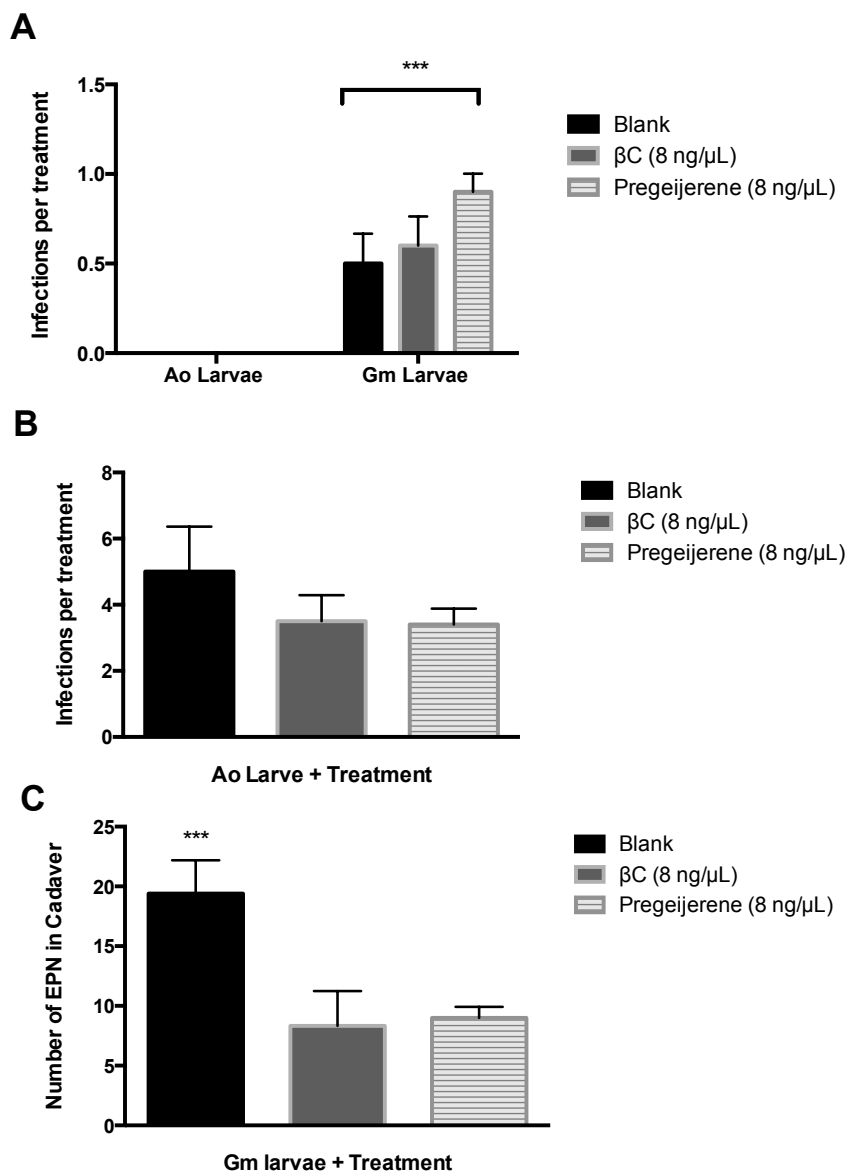 A
***
1.5
1.0
0.5
0.0
Infections per treatment
Ao Larvae
Gm Larvae
Blank
βC (8 ng/µL)
Pregeijerene (8 ng/µL)
B
8
6
4
2
0
Infections per treatment
Ao Larve + Treatment
Blank
βC (8 ng/µL)
Pregeijerene (8 ng/µL)
C
***
25
20
15
10
5
0
Number of EPN in Cadaver
Gm larvae + Treatment
Blank
βC (8 ng/µL)
Pregeijerene (8 ng/µL)